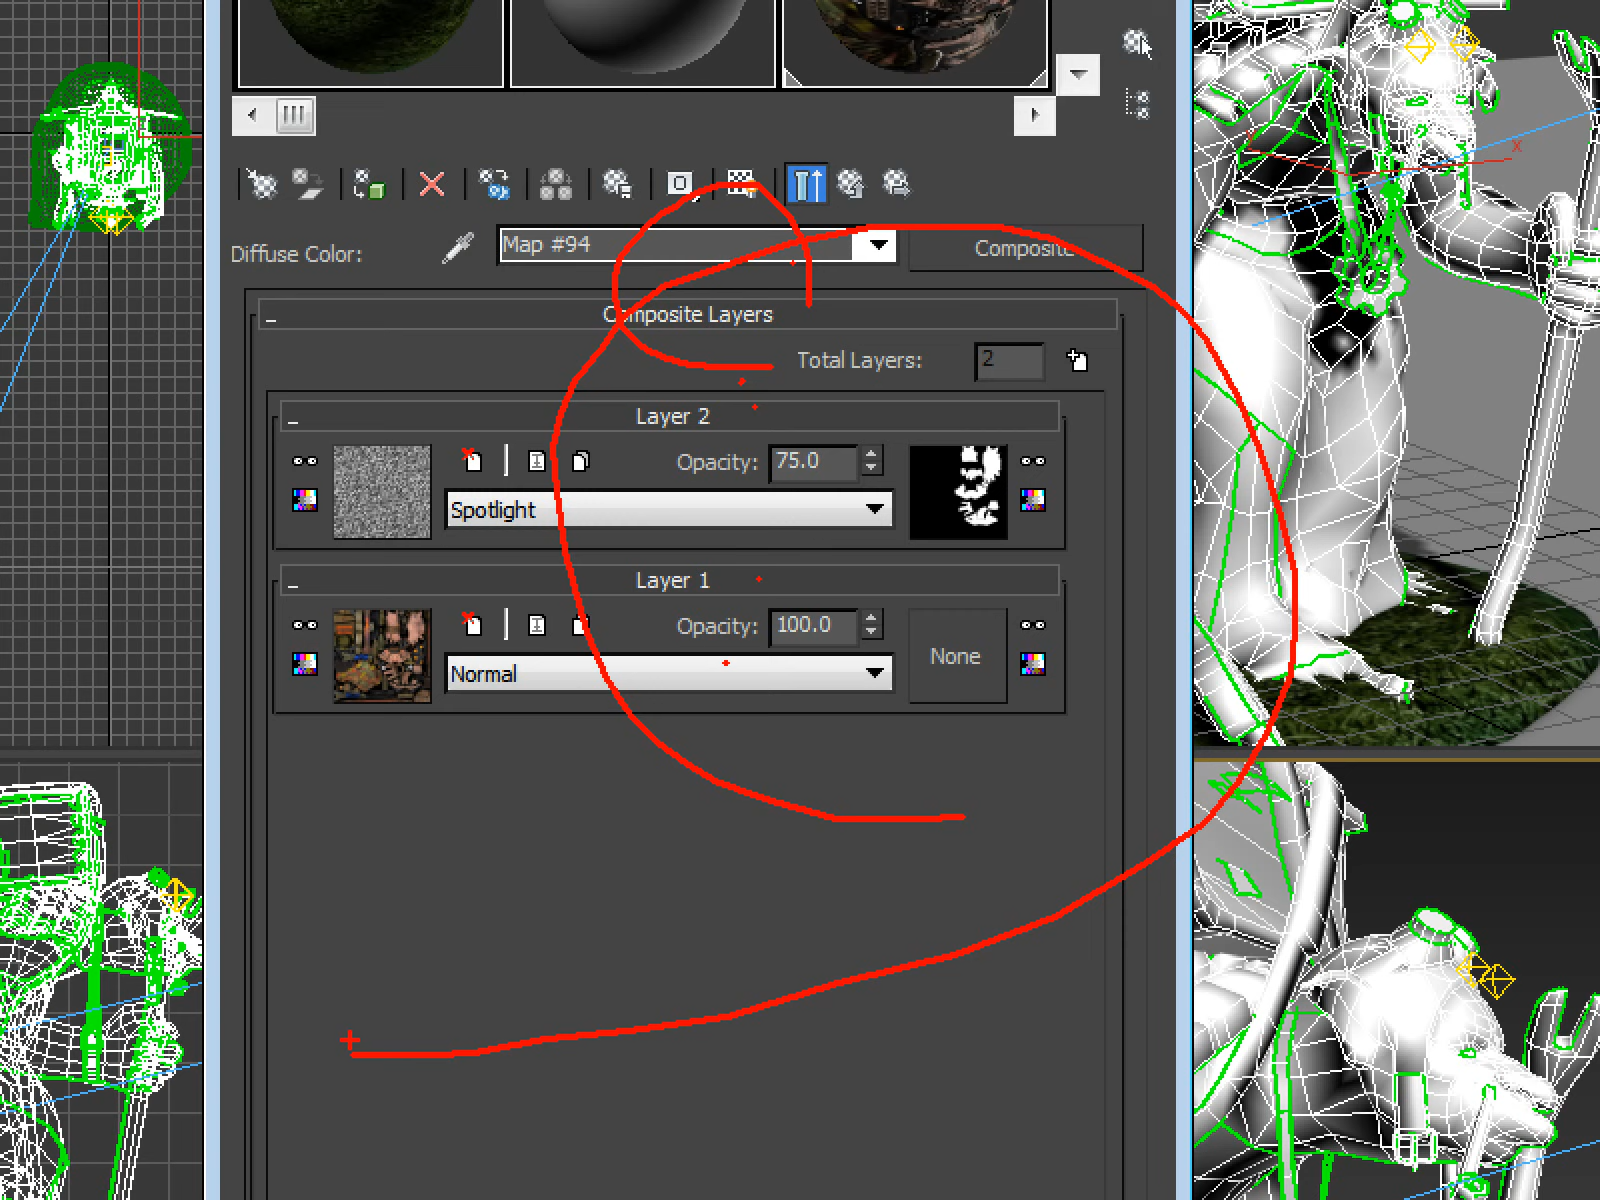 Diffuse Color: Map #94 Composite
Composite Layers
Total Layers: 2
Layer 2
Opacity: 75.0
Spotlight
Layer 1
Opacity: 100.0
Normal
None
x